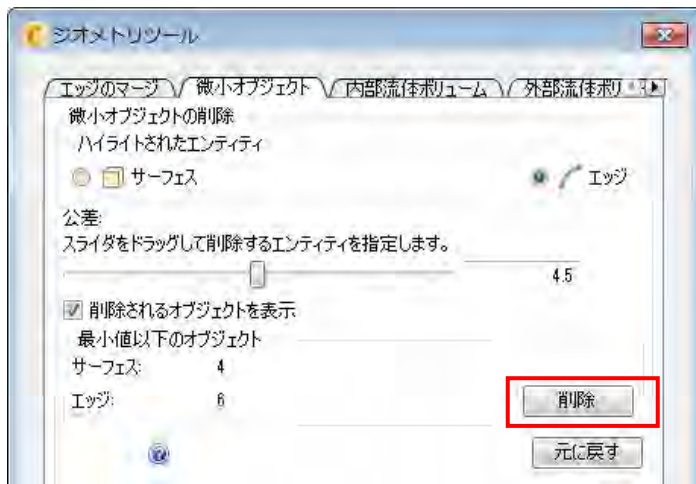 ジオメトリツール
エッジのマージ 微小オブジェクト 内部流体ボリューム 外部流体ボリ
微小オブジェクトの削除
ハイライトされたエンティティ
サーフェス エッジ
公差:
スライダをドラッグして削除するエンティティを指定します。
4.5
削除されるオブジェクトを表示
最小値以下のオブジェクト
サーフェス: 4
エッジ: 6 削除
元に戻す